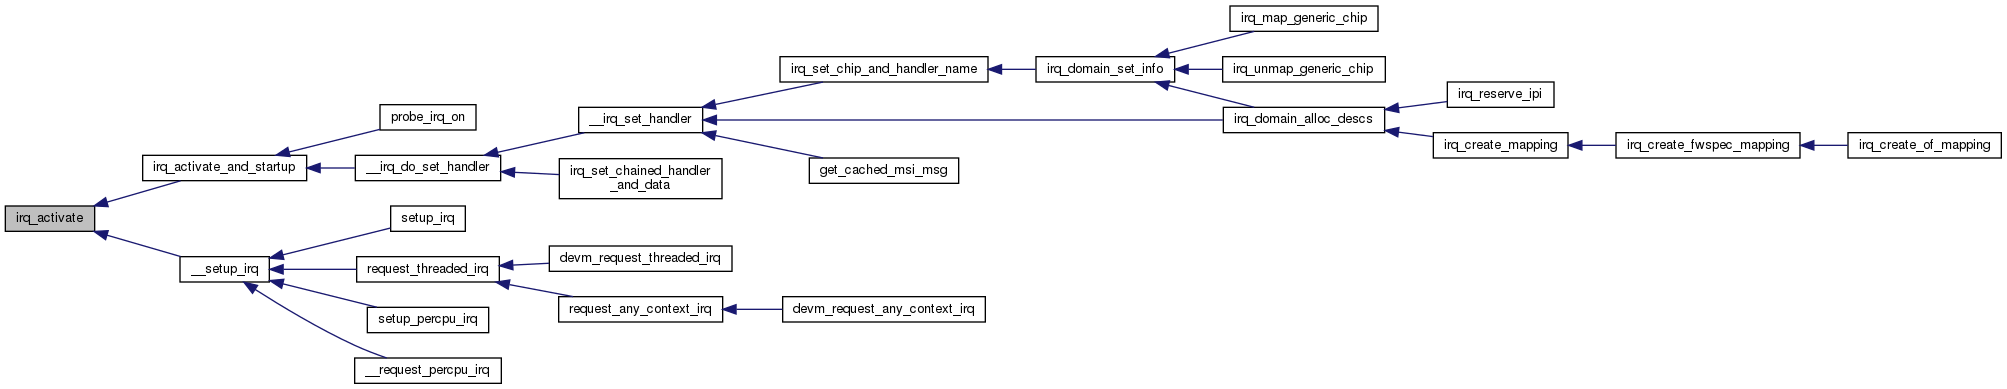 irq_map_generic_chip
irq_set_chip_and_handler_name
irq_domain_set_info
irq_unmap_generic_chip
irq_reserve_ipi
probe_irq_on
__irq_set_handler
irq_domain_alloc_descs
irq_create_mapping
irq_create_fwspec_mapping
irq_create_of_mapping
irq_activate_and_startup
__irq_do_set_handler
irq_set_chained_handler
_and_data
get_cached_msi_msg
irq_activate
setup_irq
__setup_irq
request_threaded_irq
devm_request_threaded_irq
request_any_context_irq
devm_request_any_context_irq
setup_percpu_irq
__request_percpu_irq